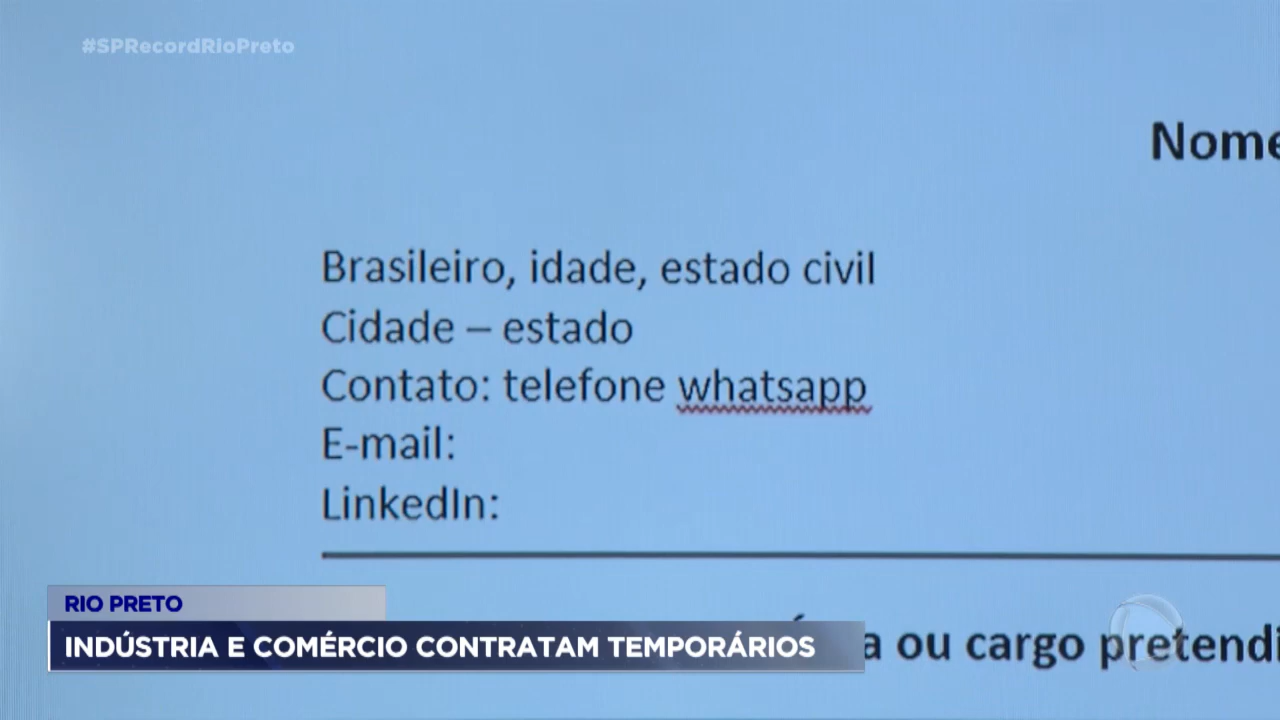 #SPRecordRioPreto
Nome
Brasileiro, idade, estado civil
Cidade – estado
Contato: telefone whatsapp
E-mail:
LinkedIn:
RIO PRETO
INDÚSTRIA E COMÉRCIO CONTRATAM TEMPORÁRIOS
a ou cargo pretendi